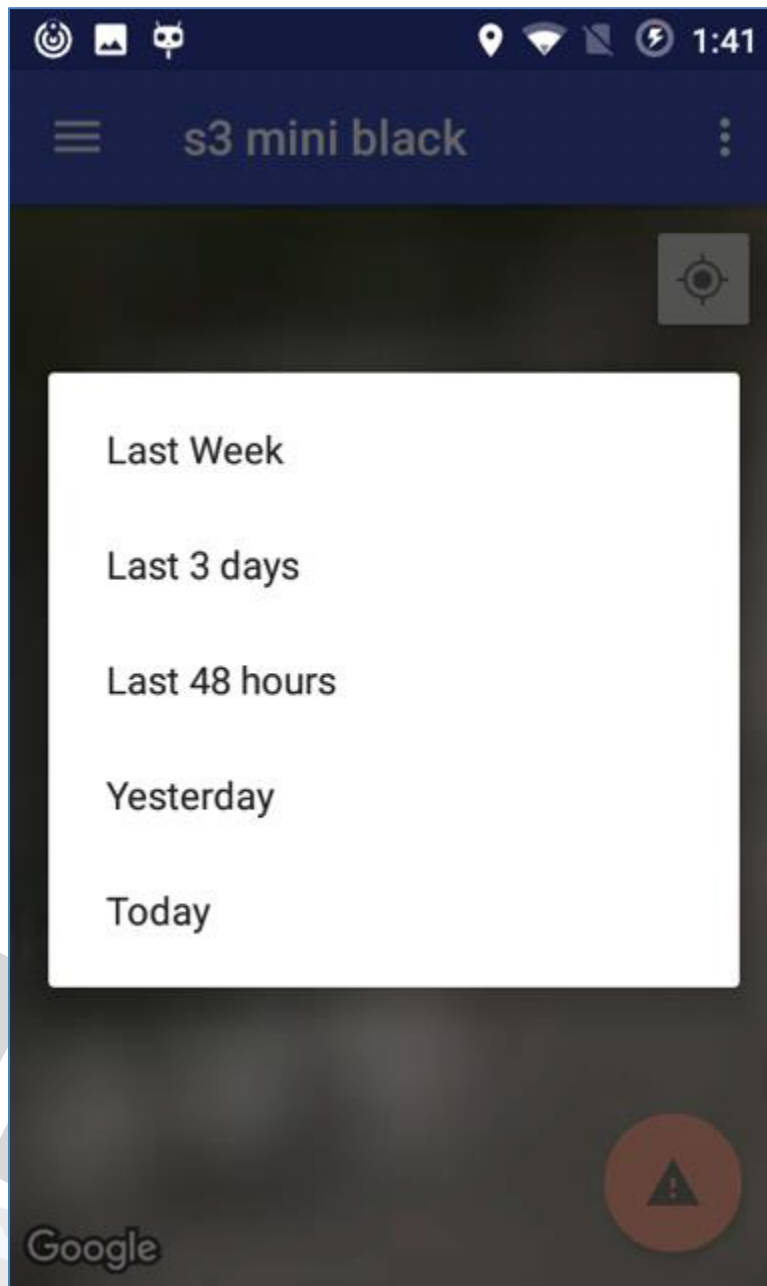 1:41
s3 mini black
Last Week
Last 3 days
Last 48 hours
Yesterday
Today
Google